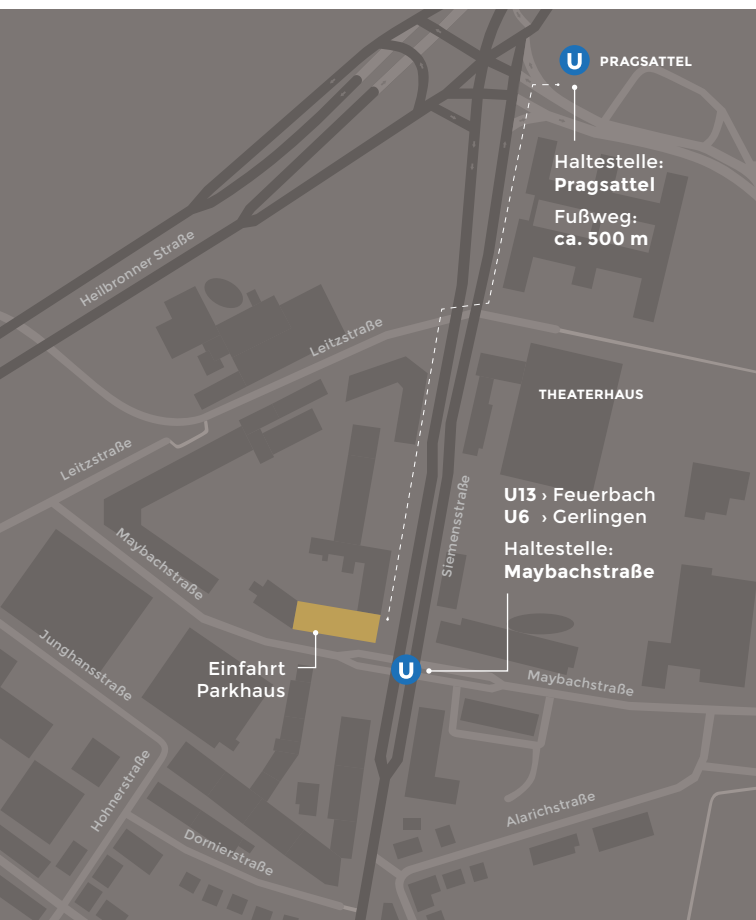 U PRAGSATTEL
Haltestelle:
Pragsattel
Fußweg:
ca. 500 m
Heilbronner Straße
Leitzstraße
THEATERHAUS
Leitzstraße
U13 › Feuerbach
U6 › Gerlingen
Haltestelle:
Maybachstraße
Siemensstraße
Maybachstraße
Junghansstraße
Einfahrt
Parkhaus
U
Maybachstraße
Hohnerstraße
Alarichstraße
Dornierstraße